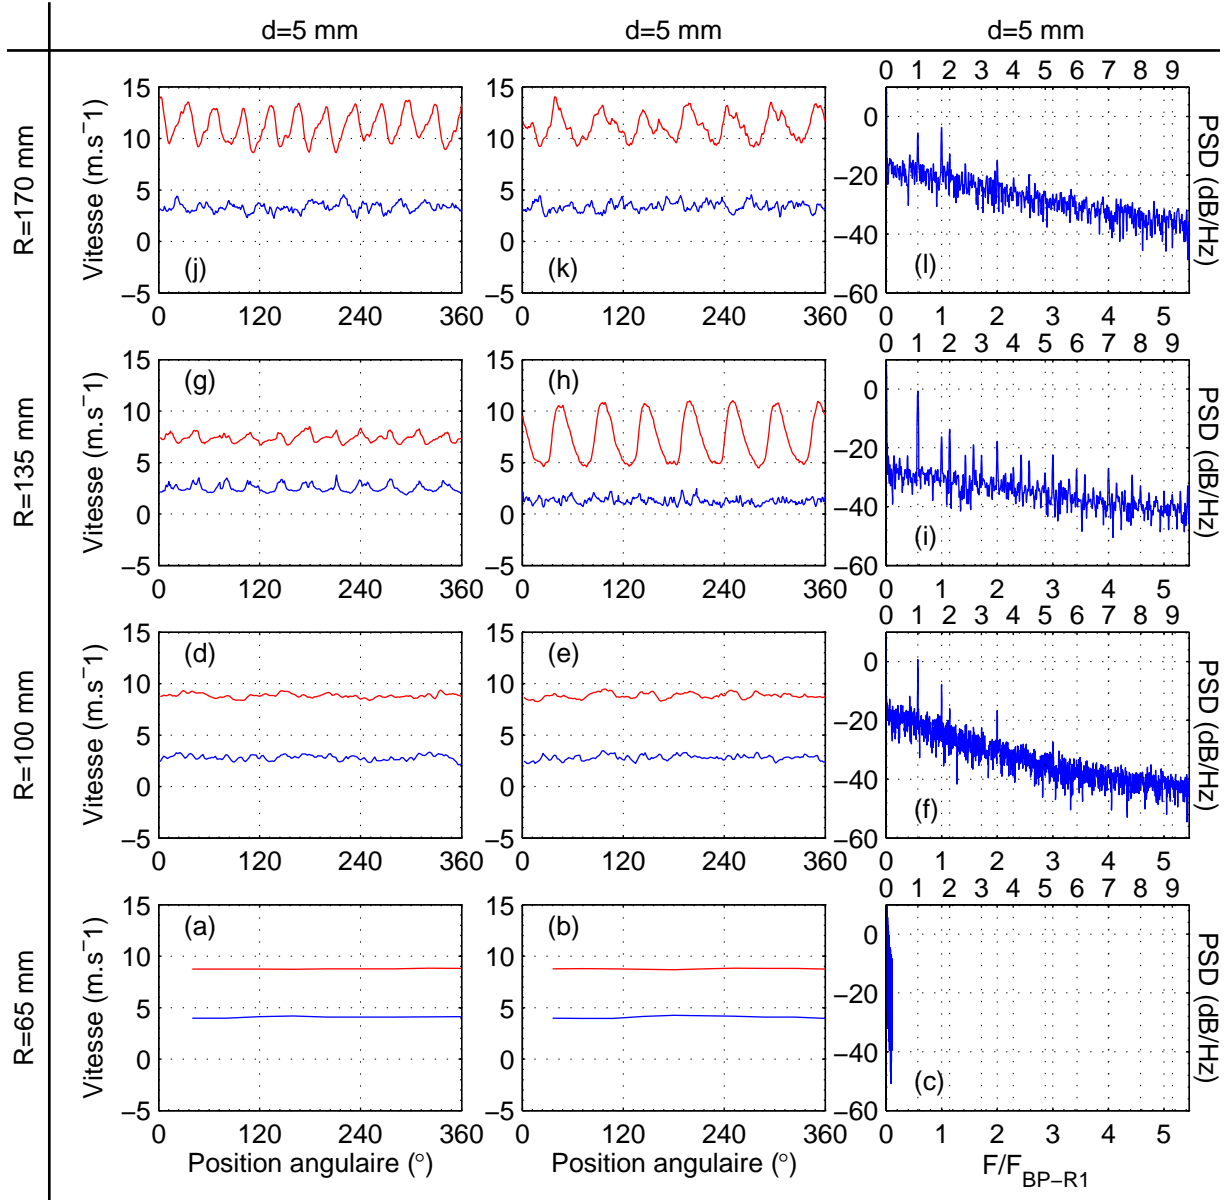 d=5 mm d=5 mm d=5 mm
R=170 mm
Vitesse (m.s−1)
15
10
5
0
−5
(j)
0 120 240 360
(k)
0 120 240 360
0 1 2 3 4 5 6 7 8 9
0
−20
−40
−60
PSD (dB/Hz)
(l)
0 1 2 3 4 5
R=135 mm
Vitesse (m.s−1)
15
10
5
0
−5
(g)
0 120 240 360
15
10
5
0
−5
(h)
0 120 240 360
0 1 2 3 4 5 6 7 8 9
0
−20
−40
−60
PSD (dB/Hz)
(i)
0 1 2 3 4 5
R=100 mm
Vitesse (m.s−1)
15
10
5
0
−5
(d)
0 120 240 360
15
10
5
0
−5
(e)
0 120 240 360
0 1 2 3 4 5 6 7 8 9
0
−20
−40
−60
PSD (dB/Hz)
(f)
0 1 2 3 4 5
R=65 mm
Vitesse (m.s−1)
15
10
5
0
−5
(a)
0 120 240 360
Position angulaire (°)
15
10
5
0
−5
(b)
0 120 240 360
Position angulaire (°)
0 1 2 3 4 5 6 7 8 9
0
−20
−40
−60
PSD (dB/Hz)
(c)
0 1 2 3 4 5
F/F_BP−R1